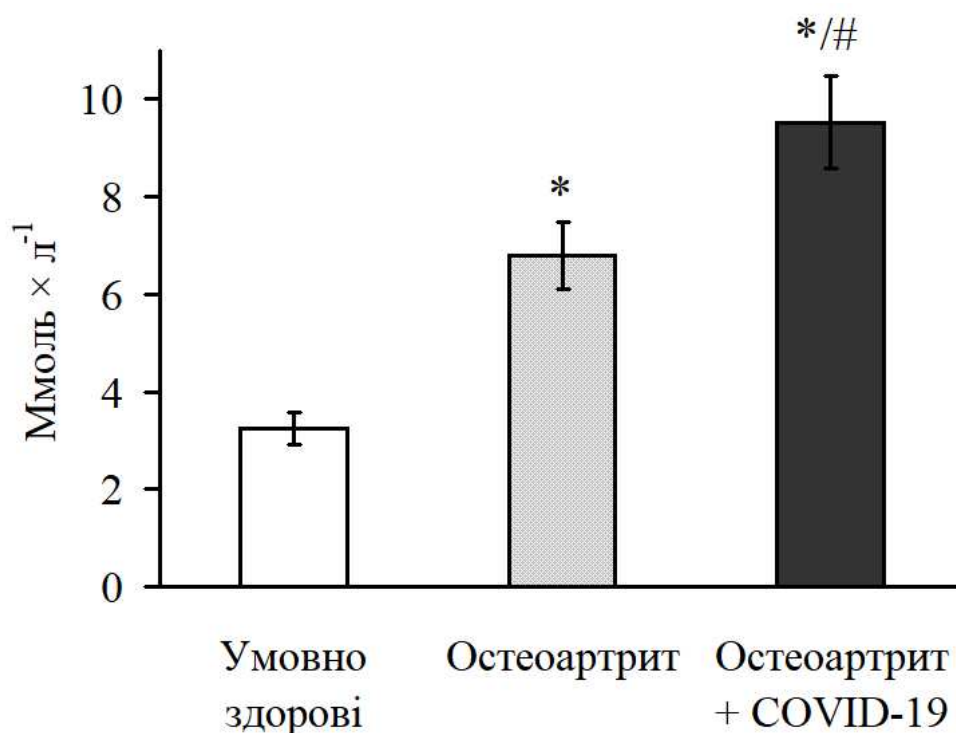 */#
10
*
8
6
4
2
0
Ммоль × л⁻¹
Умовно здорові
Остеоартрит
Остеоартрит + COVID-19